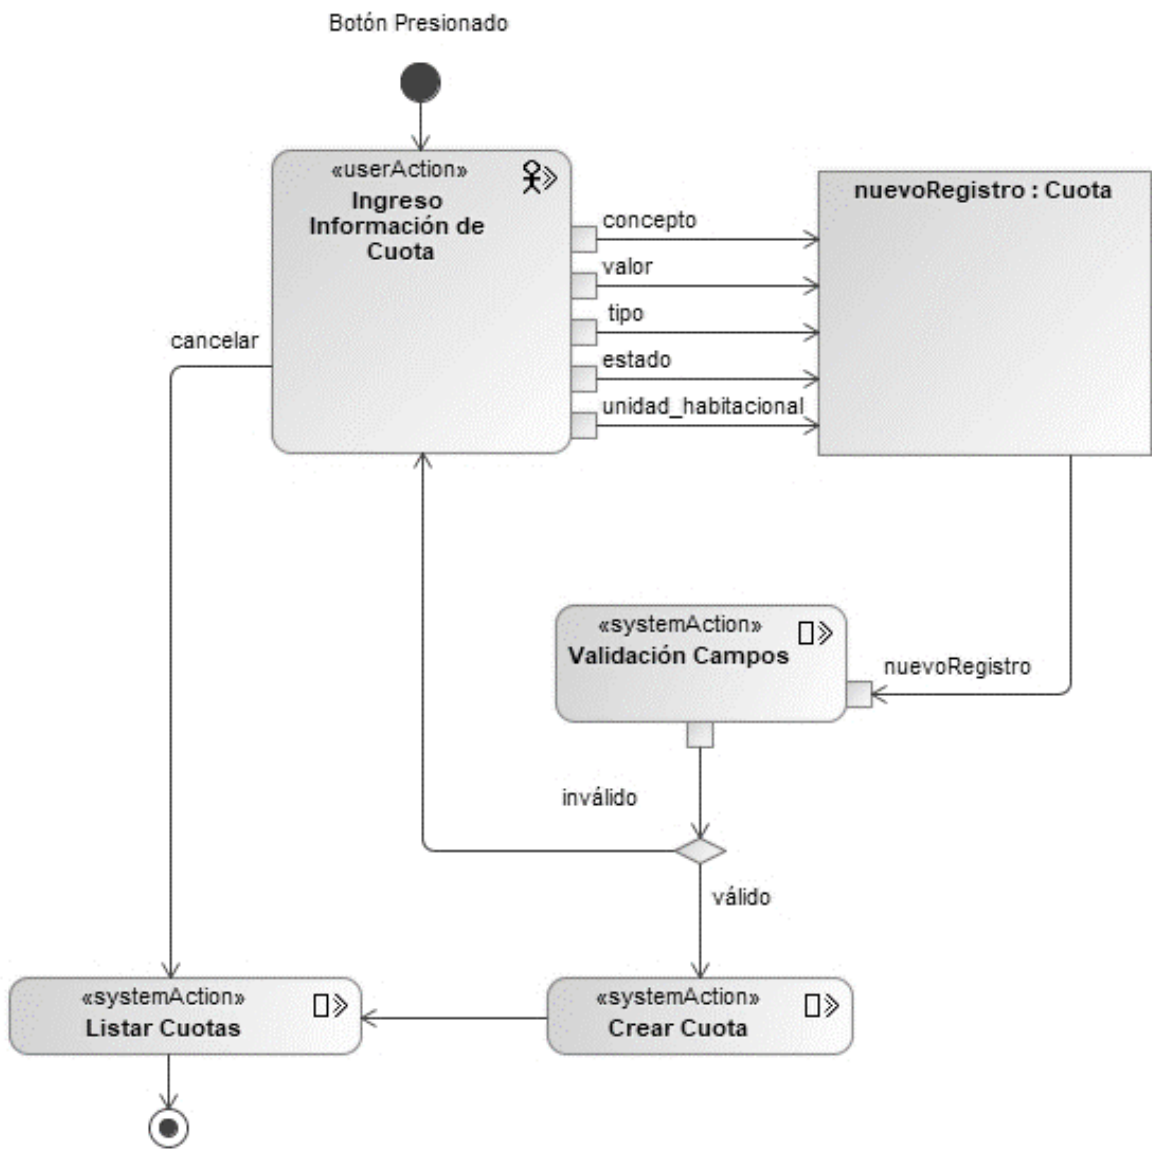 Botón Presionado
«userAction»
Ingreso
Información de
Cuota
concepto
valor
tipo
estado
unidad_habitacional
nuevoRegistro : Cuota
cancelar
«systemAction»
Validación Campos
nuevoRegistro
inválido
válido
«systemAction»
Listar Cuotas
«systemAction»
Crear Cuota